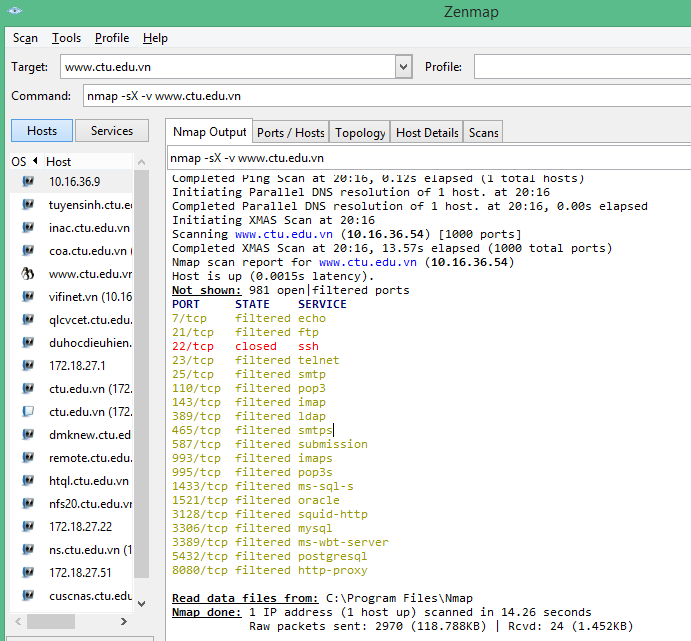 Zenmap
Scan Tools Profile Help
Target: www.ctu.edu.vn Profile:
Command: nmap -sX -v www.ctu.edu.vn
Hosts Services
Nmap Output Ports / Hosts Topology Host Details Scans
OS Host
10.16.36.9
tuyensinh.ctu.e
inac.ctu.edu.vn
coa.ctu.edu.vn (
www.ctu.edu.vr
vifinet.vn (10.16
qlcvcet.ctu.edu.
duhocdieuhien.
172.18.27.1
ctu.edu.vn (172.
ctu.edu.vn (172.
dmknew.ctu.ed
remote.ctu.edu.
htql.ctu.edu.vn
nfs20.ctu.edu.vr
172.18.27.22
ns.ctu.edu.vn (1
172.18.27.51
cuscnas.ctu.edu
nmap -sX -v www.ctu.edu.vn
Completed Ping Scan at 20:16, 0.12s elapsed (1 total hosts)
Initiating Parallel DNS resolution of 1 host. at 20:16
Completed Parallel DNS resolution of 1 host. at 20:16, 0.00s elapsed
Initiating XMAS Scan at 20:16
Scanning www.ctu.edu.vn (10.16.36.54) [1000 ports]
Completed XMAS Scan at 20:16, 13.57s elapsed (1000 total ports)
Nmap scan report for www.ctu.edu.vn (10.16.36.54)
Host is up (0.0015s latency).
Not shown: 981 open|filtered ports
PORT STATE SERVICE
7/tcp filtered echo
21/tcp filtered ftp
22/tcp closed ssh
23/tcp filtered telnet
25/tcp filtered smtp
110/tcp filtered pop3
143/tcp filtered imap
389/tcp filtered ldap
465/tcp filtered smtps
587/tcp filtered submission
993/tcp filtered imaps
995/tcp filtered pop3s
1433/tcp filtered ms-sql-s
1521/tcp filtered oracle
3128/tcp filtered squid-http
3306/tcp filtered mysql
3389/tcp filtered ms-wbt-server
5432/tcp filtered postgresql
8080/tcp filtered http-proxy
Read data files from: C:\Program Files\Nmap
Nmap done: 1 IP address (1 host up) scanned in 14.26 seconds
Raw packets sent: 2970 (118.788KB) | Rcvd: 24 (1.452KB)